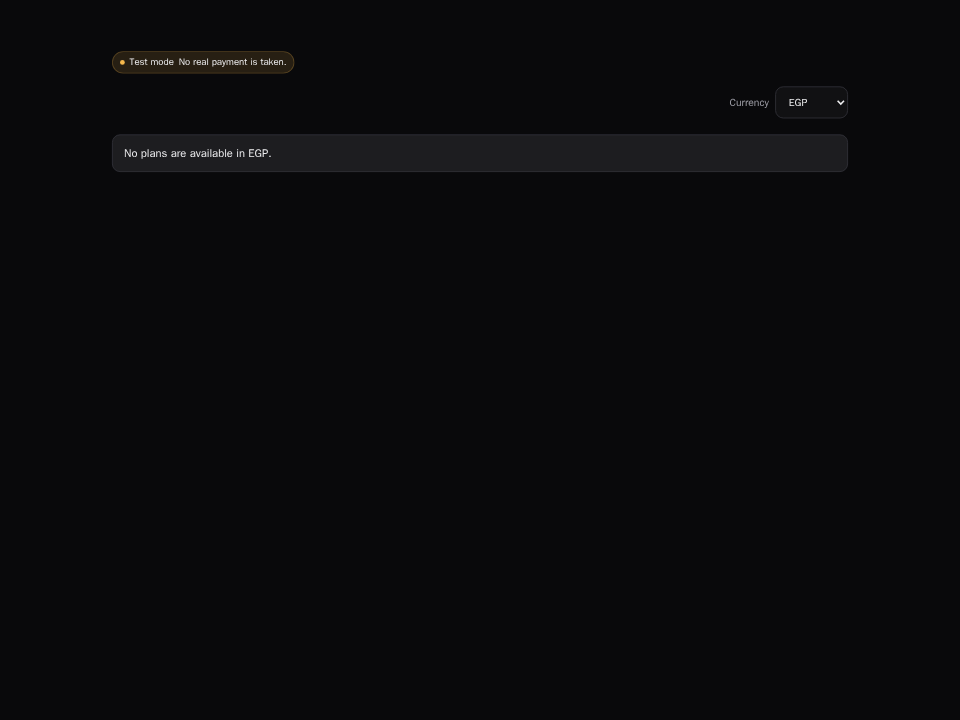 Test mode No real payment is taken.
Currency EGP
No plans are available in EGP.